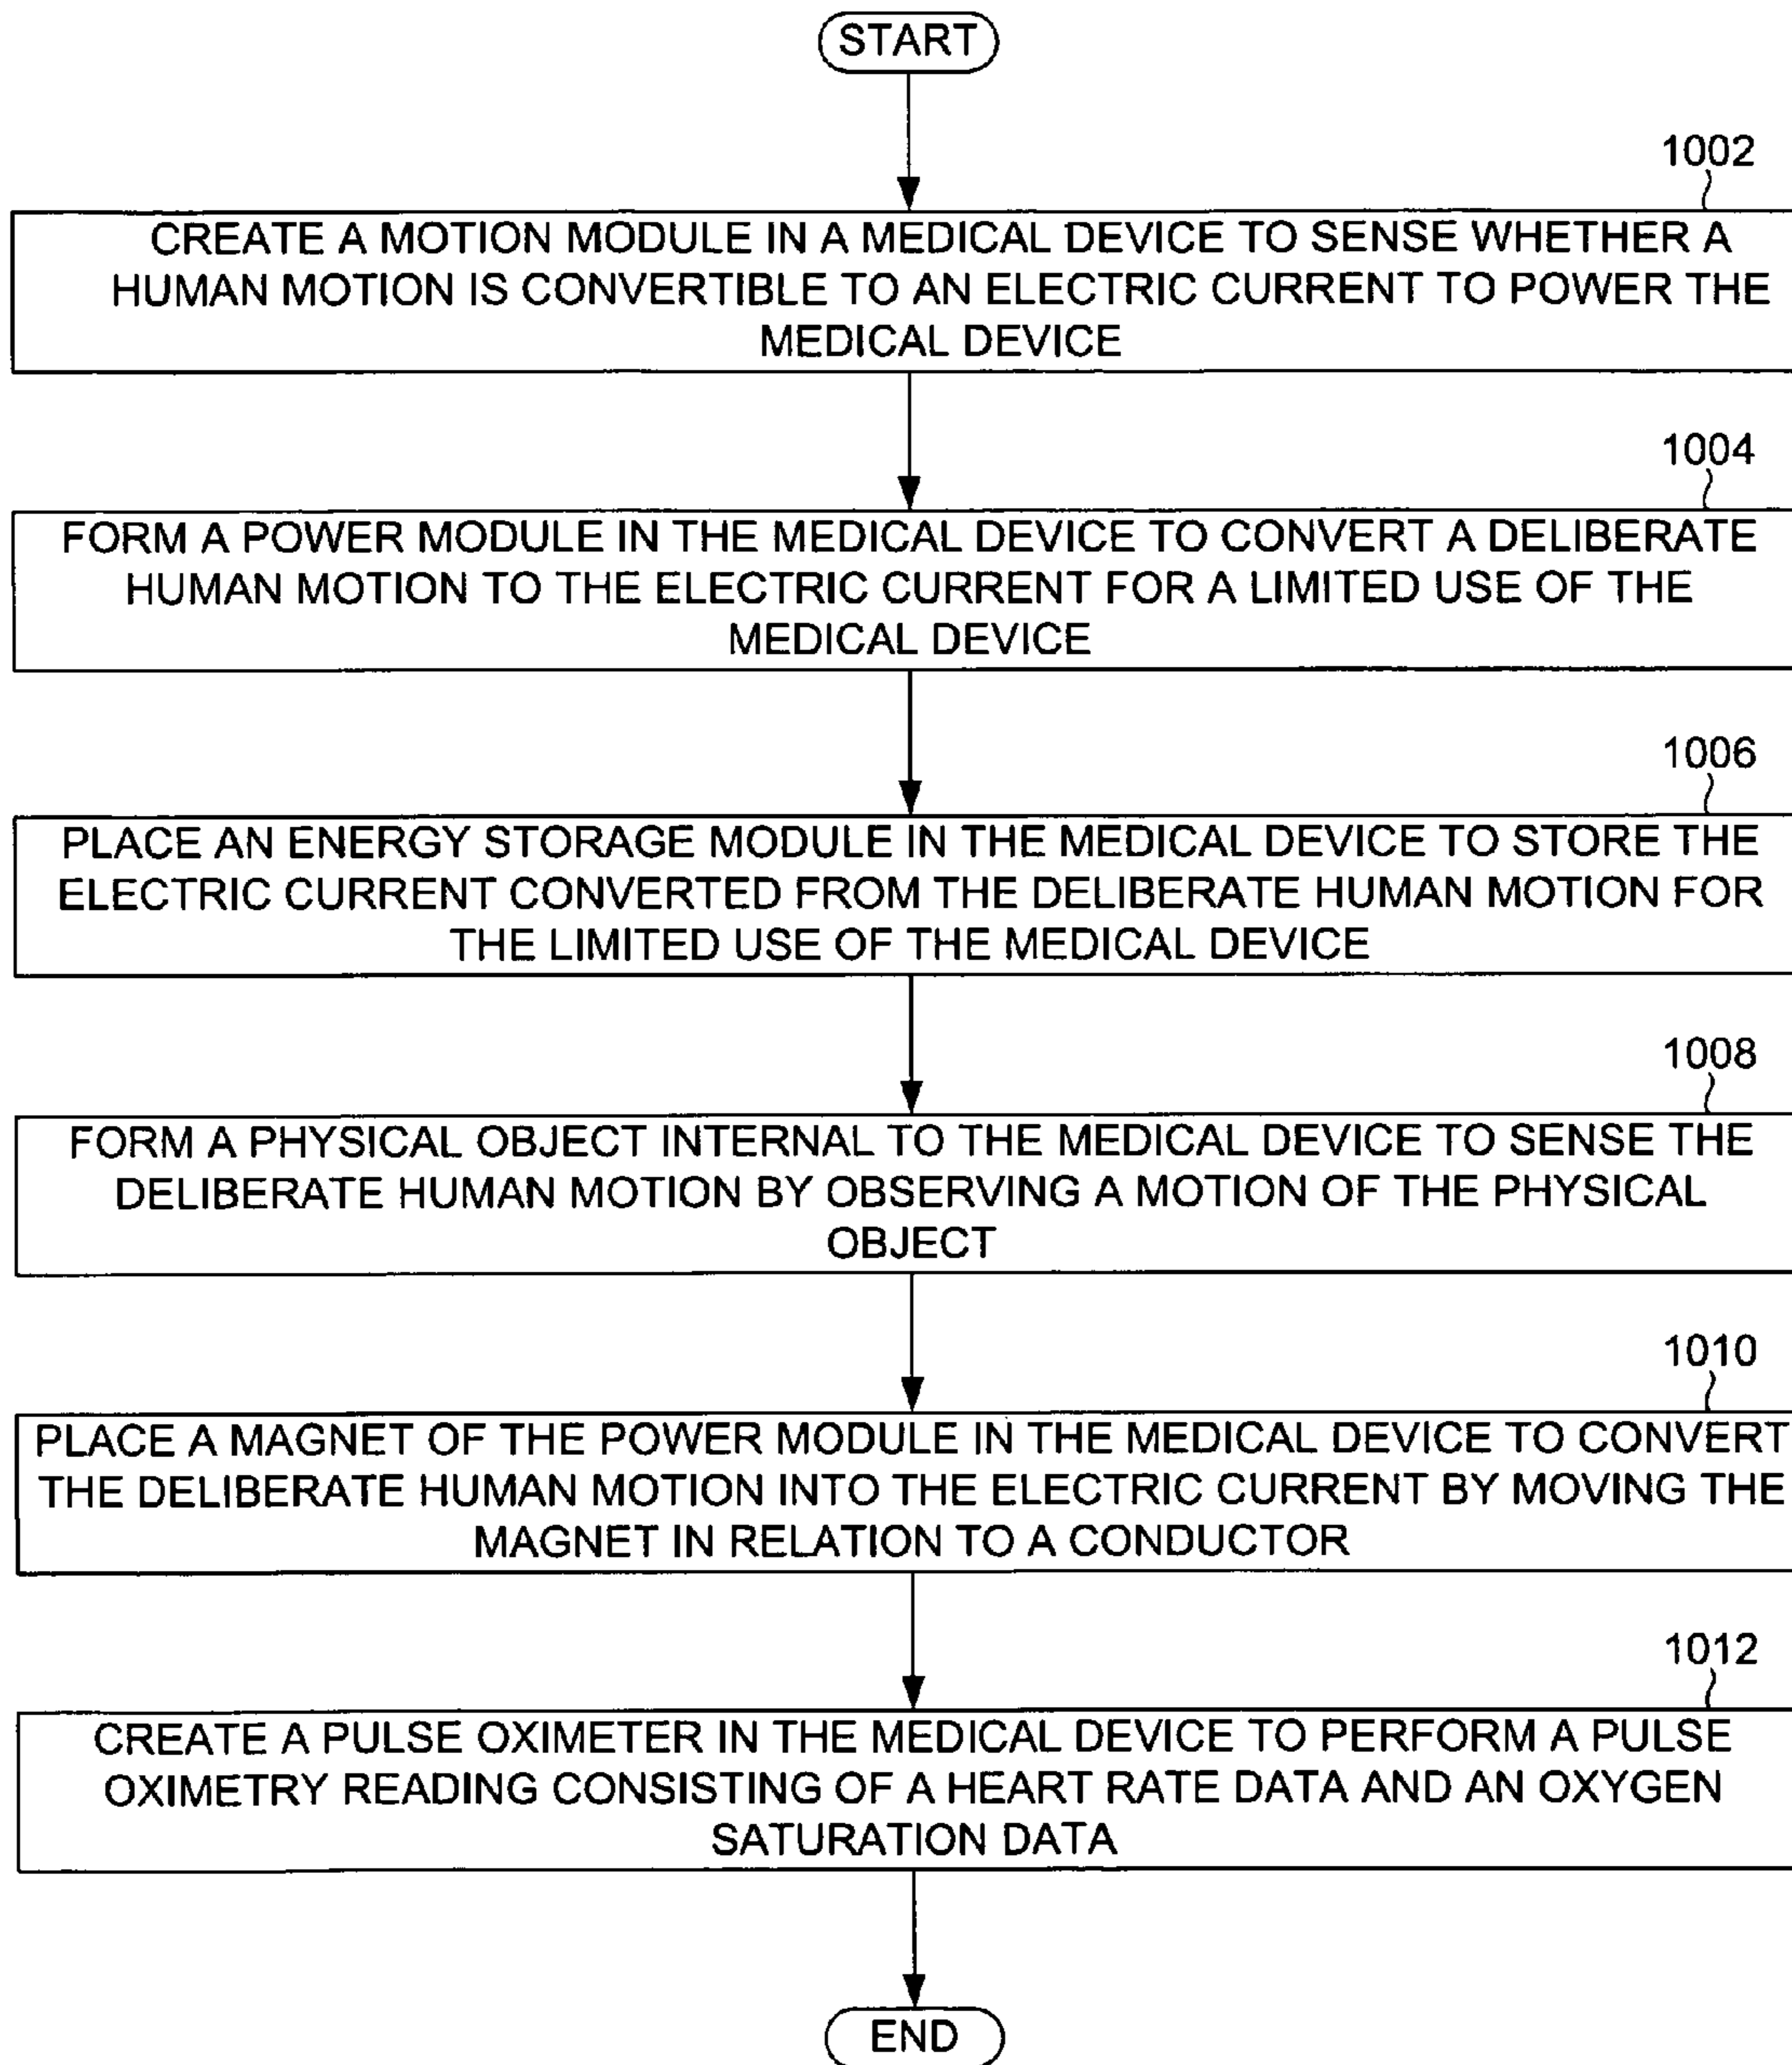 START
1002
CREATE A MOTION MODULE IN A MEDICAL DEVICE TO SENSE WHETHER A
HUMAN MOTION IS CONVERTIBLE TO AN ELECTRIC CURRENT TO POWER THE
MEDICAL DEVICE
1004
FORM A POWER MODULE IN THE MEDICAL DEVICE TO CONVERT A DELIBERATE
HUMAN MOTION TO THE ELECTRIC CURRENT FOR A LIMITED USE OF THE
MEDICAL DEVICE
1006
PLACE AN ENERGY STORAGE MODULE IN THE MEDICAL DEVICE TO STORE THE
ELECTRIC CURRENT CONVERTED FROM THE DELIBERATE HUMAN MOTION FOR
THE LIMITED USE OF THE MEDICAL DEVICE
1008
FORM A PHYSICAL OBJECT INTERNAL TO THE MEDICAL DEVICE TO SENSE THE
DELIBERATE HUMAN MOTION BY OBSERVING A MOTION OF THE PHYSICAL
OBJECT
1010
PLACE A MAGNET OF THE POWER MODULE IN THE MEDICAL DEVICE TO CONVERT
THE DELIBERATE HUMAN MOTION INTO THE ELECTRIC CURRENT BY MOVING THE
MAGNET IN RELATION TO A CONDUCTOR
1012
CREATE A PULSE OXIMETER IN THE MEDICAL DEVICE TO PERFORM A PULSE
OXIMETRY READING CONSISTING OF A HEART RATE DATA AND AN OXYGEN
SATURATION DATA
END